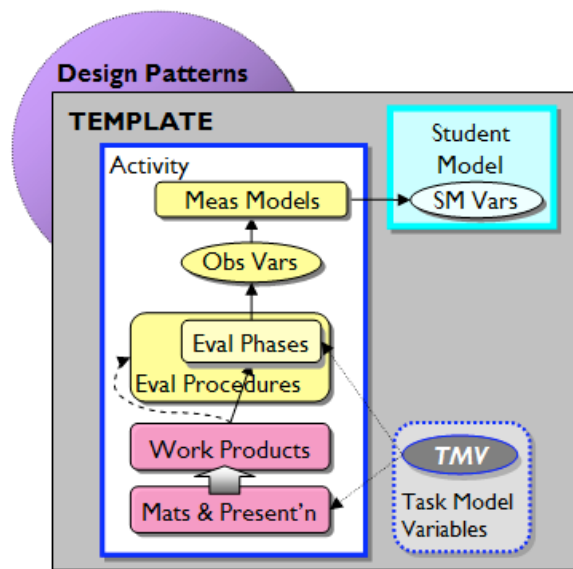 Design Patterns
TEMPLATE
Student
Model
SM Vars
Activity
Meas Models
Obs Vars
Eval Phases
Eval Procedures
Work Products
Mats & Present'n
TMV
Task Model
Variables